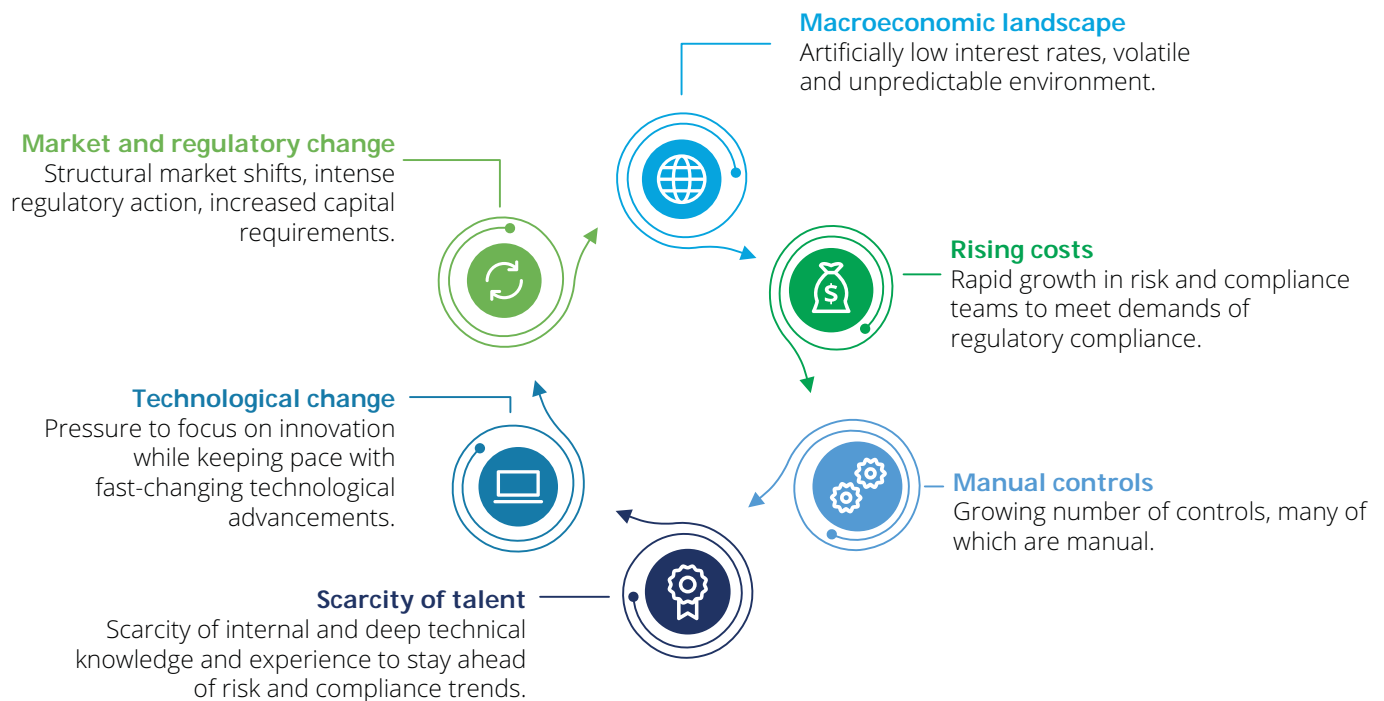 Macroeconomic landscape
Artificially low interest rates, volatile
and unpredictable environment.
Market and regulatory change
Structural market shifts, intense
regulatory action, increased capital
requirements.
Rising costs
Rapid growth in risk and compliance
teams to meet demands of
regulatory compliance.
$
Technological change
Pressure to focus on innovation
while keeping pace with
fast-changing technological
advancements.
Manual controls
Growing number of controls, many of
which are manual.
Scarcity of talent
Scarcity of internal and deep technical
knowledge and experience to stay ahead
of risk and compliance trends.